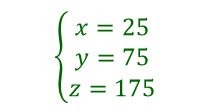 x = 25
y = 75
z = 175